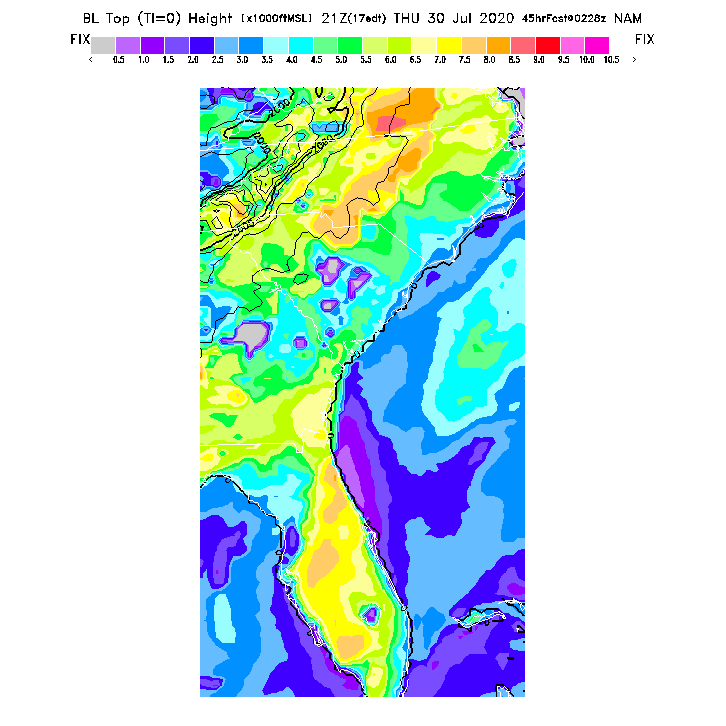 BL Top (TI=0) Height [x1000ftMSL] 21Z(17edt) THU 30 Jul 2020 45hrFcst@0228z NAM
FIX FIX
< 0.5 1.0 1.5 2.0 2.5 3.0 3.5 4.0 4.5 5.0 5.5 6.0 6.5 7.0 7.5 8.0 8.5 9.0 9.5 10.0 10.5 >